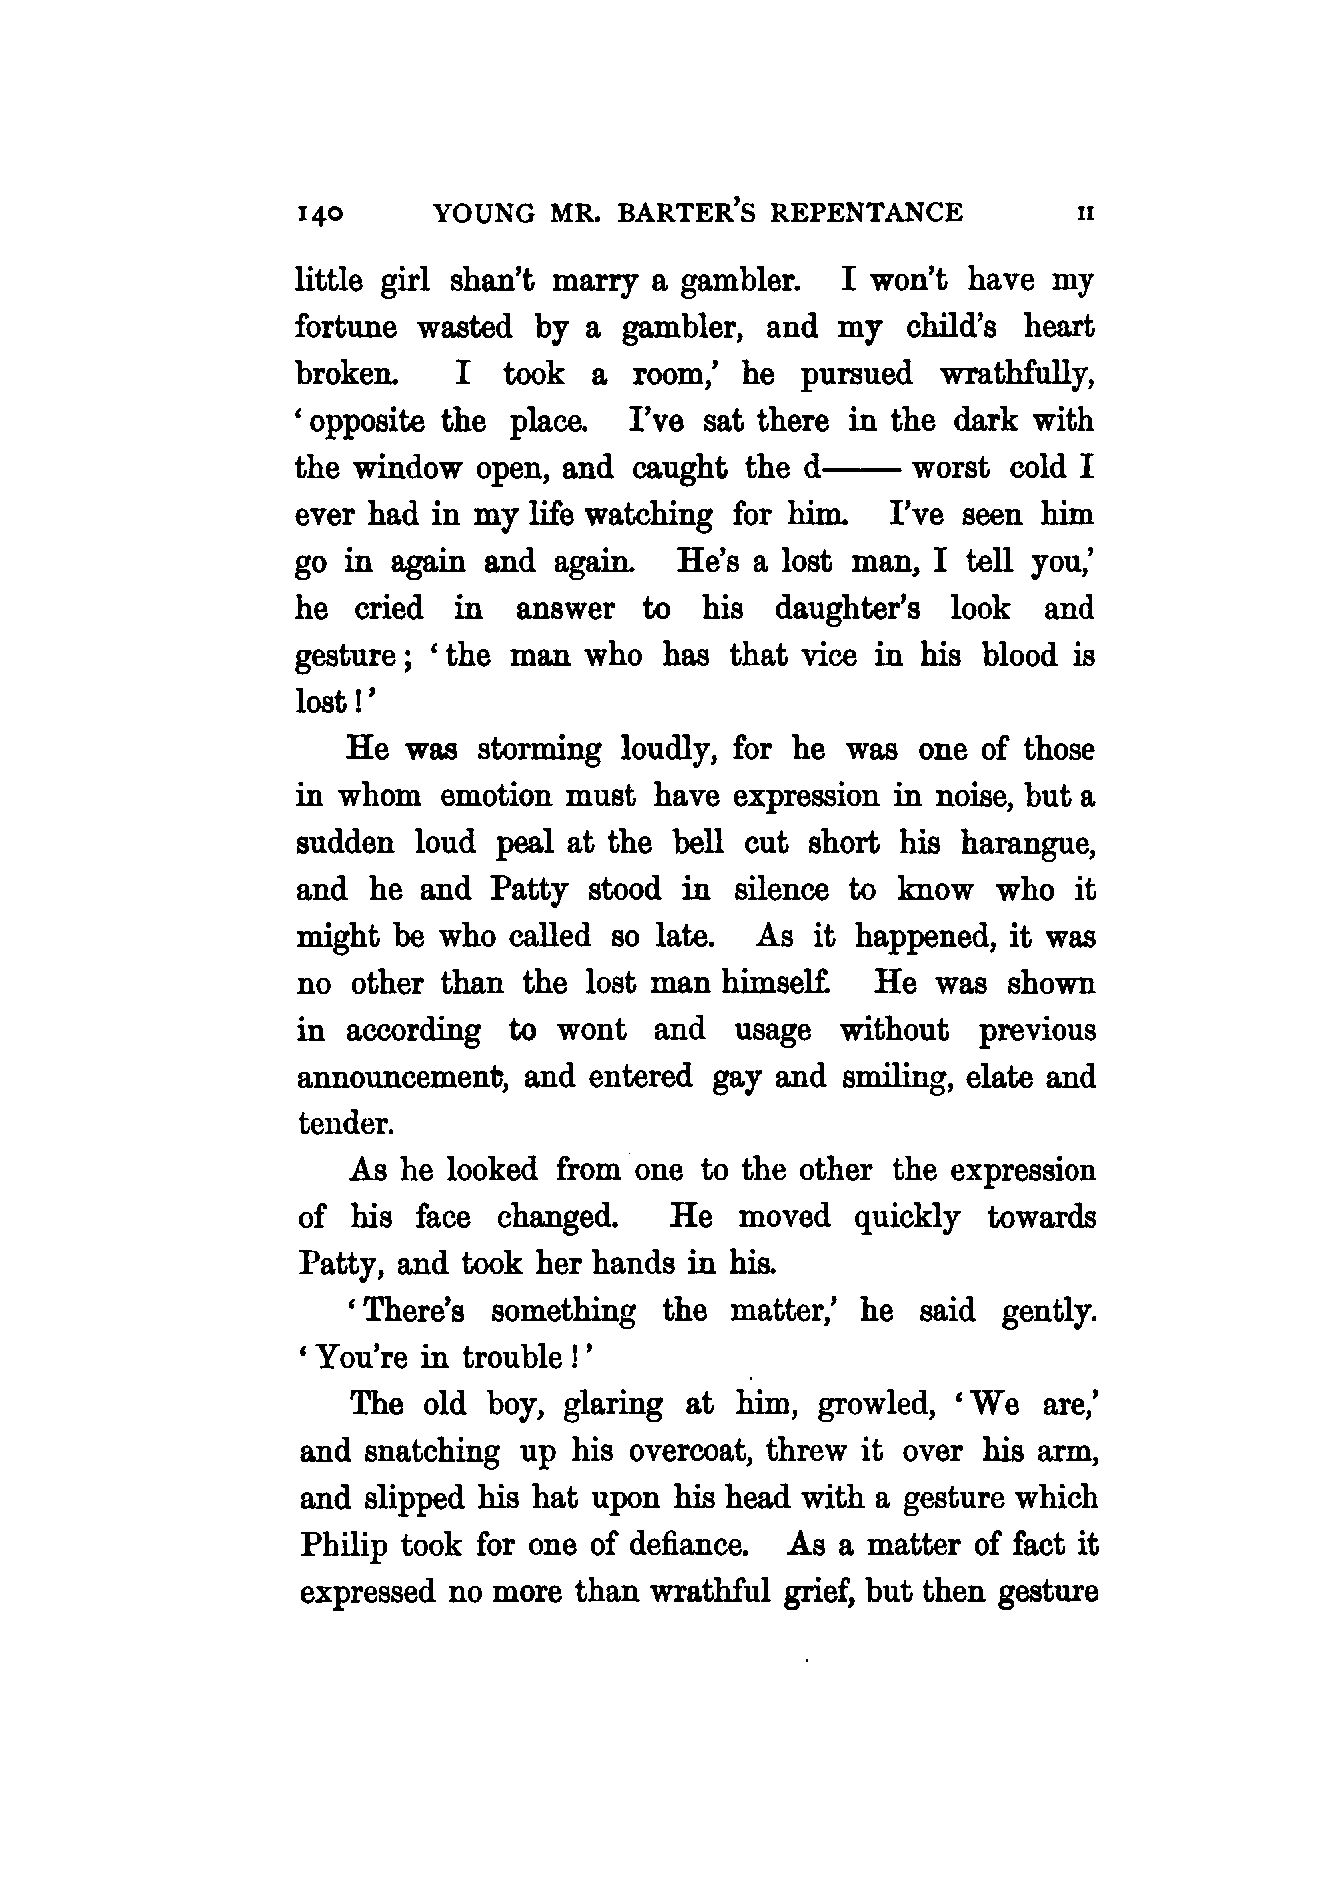 140 YOUNG MR. BARTER'S REPENTANCE II
little girl shan't marry a gambler. I won't have my
fortune wasted by a gambler, and my child's heart
broken. I took a room,' he pursued wrathfully,
'opposite the place. I've sat there in the dark with
the window open, and caught the d—— worst cold I
ever had in my life watching for him. I've seen him
go in again and again. He's a lost man, I tell you,'
he cried in answer to his daughter's look and
gesture; 'the man who has that vice in his blood is
lost!'
He was storming loudly, for he was one of those
in whom emotion must have expression in noise, but a
sudden loud peal at the bell cut short his harangue,
and he and Patty stood in silence to know who it
might be who called so late. As it happened, it was
no other than the lost man himself. He was shown
in according to wont and usage without previous
announcement, and entered gay and smiling, elate and
tender.
As he looked from one to the other the expression
of his face changed. He moved quickly towards
Patty, and took her hands in his.
'There's something the matter,' he said gently.
'You're in trouble!'
The old boy, glaring at him, growled, 'We are,'
and snatching up his overcoat, threw it over his arm,
and slipped his hat upon his head with a gesture which
Philip took for one of defiance. As a matter of fact it
expressed no more than wrathful grief, but then gesture